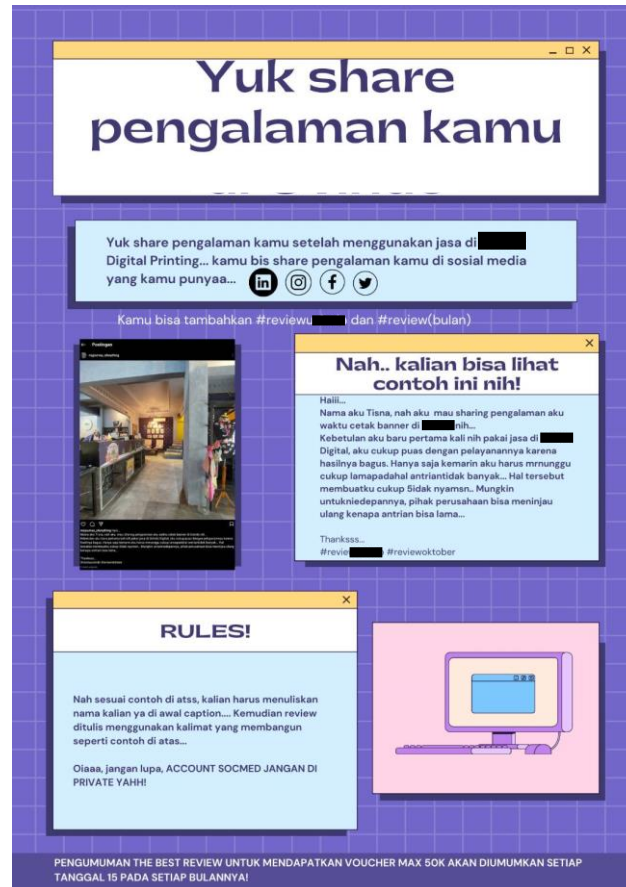 Yuk share
pengalaman kamu
Yuk share pengalaman kamu setelah menggunakan jasa di
Digital Printing... kamu bis share pengalaman kamu di sosial media
yang kamu punyaa... in
Kamu bisa tambahkan #reviewu dan #review(bulan)
Postingan
Nah.. kalian bisa lihat
contoh ini nih!
Haiii...
Nama aku Tisna, nah aku mau sharing pengalaman aku
waktu cetak banner di nih...
Kebetulan aku baru pertama kali nih pakai jasa di
Digital, aku cukup puas dengan pelayanannya karena
hasilnya bagus. Hanya saja kemarin aku harus mrnunggu
cukup lamapadahal antriantidak banyak... Hal tersebut
membuatku cukup 5idak nyamsn.. Mungkin
untukniedepannya, pihak perusahaan bisa meninjau
ulang kenapa antrian bisa lama...
Thanksss...
#revie #reviewoktober
RULES!
Nah sesuai contoh di atss, kalian harus menuliskan
nama kalian ya di awal caption.... Kemudian review
ditulis menggunakan kalimat yang membangun
seperti contoh di atas...
Oiaaa, jangan lupa, ACCOUNT SOCMED JANGAN DI
PRIVATE YAHH!
PENGUMUMAN THE BEST REVIEW UNTUK MENDAPATKAN VOUCHER MAX 50K AKAN DIUMUMKAN SETIAP
TANGGAL 15 PADA SETIAP BULANNYA!